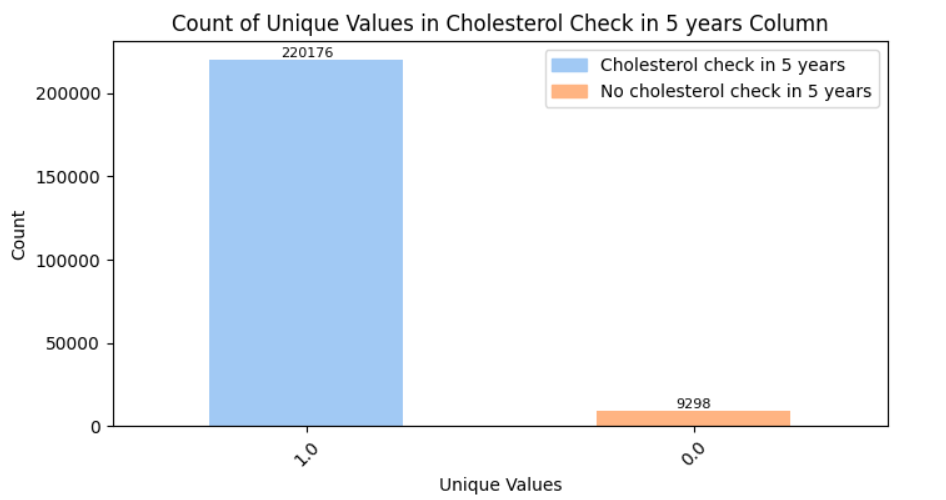 Count of Unique Values in Cholesterol Check in 5 years Column
220176
Cholesterol check in 5 years
No cholesterol check in 5 years
200000
150000
100000
50000
0
Count
9298
1.0
0.0
Unique Values